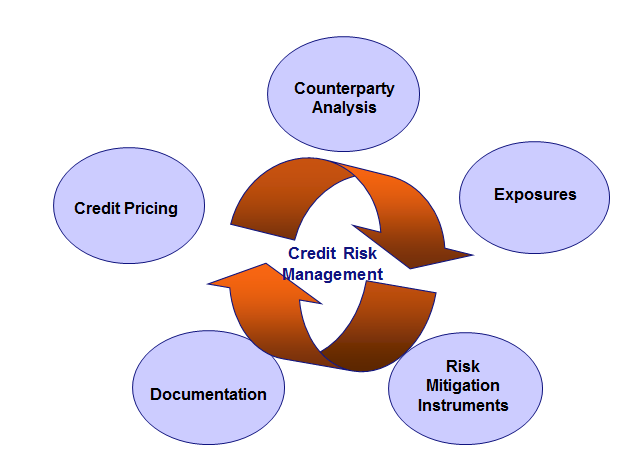 Counterparty
Analysis
Exposures
Credit Pricing
Credit Risk
Management
Risk
Mitigation
Instruments
Documentation